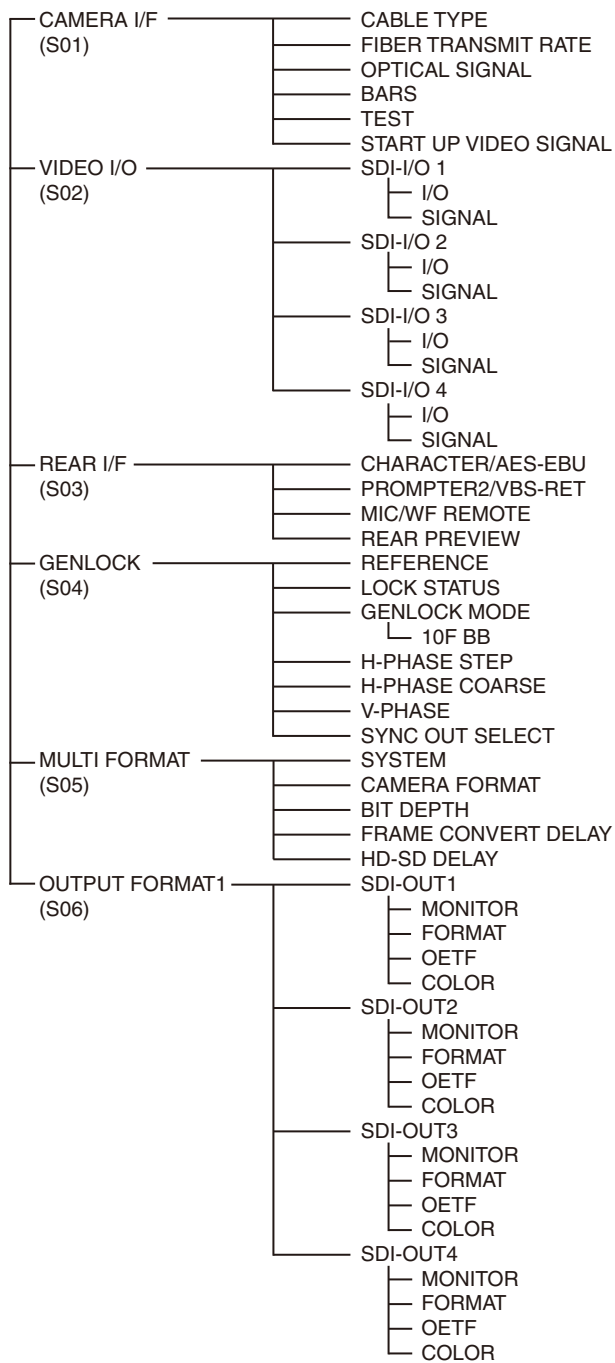 CAMERA I/F
(S01)
CABLE TYPE
FIBER TRANSMIT RATE
OPTICAL SIGNAL
BARS
TEST
START UP VIDEO SIGNAL
VIDEO I/O
(S02)
SDI-I/O 1
I/O
SIGNAL
SDI-I/O 2
I/O
SIGNAL
SDI-I/O 3
I/O
SIGNAL
SDI-I/O 4
I/O
SIGNAL
REAR I/F
(S03)
CHARACTER/AES-EBU
PROMPTER2/VBS-RET
MIC/WF REMOTE
REAR PREVIEW
GENLOCK
(S04)
REFERENCE
LOCK STATUS
GENLOCK MODE
10F BB
H-PHASE STEP
H-PHASE COARSE
V-PHASE
SYNC OUT SELECT
MULTI FORMAT
(S05)
SYSTEM
CAMERA FORMAT
BIT DEPTH
FRAME CONVERT DELAY
HD-SD DELAY
OUTPUT FORMAT1
(S06)
SDI-OUT1
MONITOR
FORMAT
OETF
COLOR
SDI-OUT2
MONITOR
FORMAT
OETF
COLOR
SDI-OUT3
MONITOR
FORMAT
OETF
COLOR
SDI-OUT4
MONITOR
FORMAT
OETF
COLOR